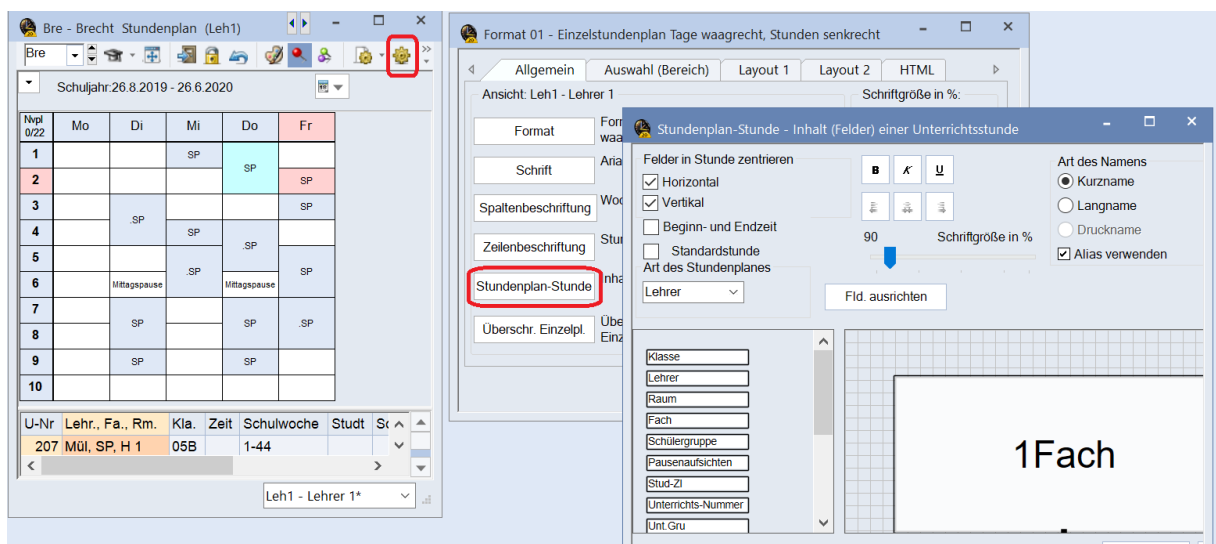 Bre - Brecht Stundenplan (Leh1)
Bre
Schuljahr:26.8.2019 - 26.6.2020
Nvpl 0/22 Mo Di Mi Do Fr
1 SP SP
2 SP
3 .SP SP
4 SP .SP
5 .SP SP
6 Mittagspause Mittagspause
7 SP SP .SP
8
9 SP SP
10
U-Nr Lehr., Fa., Rm. Kla. Zeit Schulwoche Studt
207 Mül, SP, H 1 05B 1-44
Leh1 - Lehrer 1*
Format 01 - Einzelstundenplan Tage waagrecht, Stunden senkrecht
Allgemein Auswahl (Bereich) Layout 1 Layout 2 HTML
Ansicht: Leh1 - Lehrer 1 Schriftgröße in %:
Format
Schrift
Spaltenbeschriftung
Zeilenbeschriftung
Stundenplan-Stunde
Überschr. Einzelpl.
Stundenplan-Stunde - Inhalt (Felder) einer Unterrichtsstunde
Felder in Stunde zentrieren
Horizontal
Vertikal
Beginn- und Endzeit
Standardstunde
Art des Stundenplanes
Lehrer
B K U
90 Schriftgröße in %
Fld. ausrichten
Art des Namens
Kurzname
Langname
Druckname
Alias verwenden
Klasse
Lehrer
Raum
Fach
Schülergruppe
Pausenaufsichten
Stud-ZI
Unterrichts-Nummer
Unt.Gru
1Fach